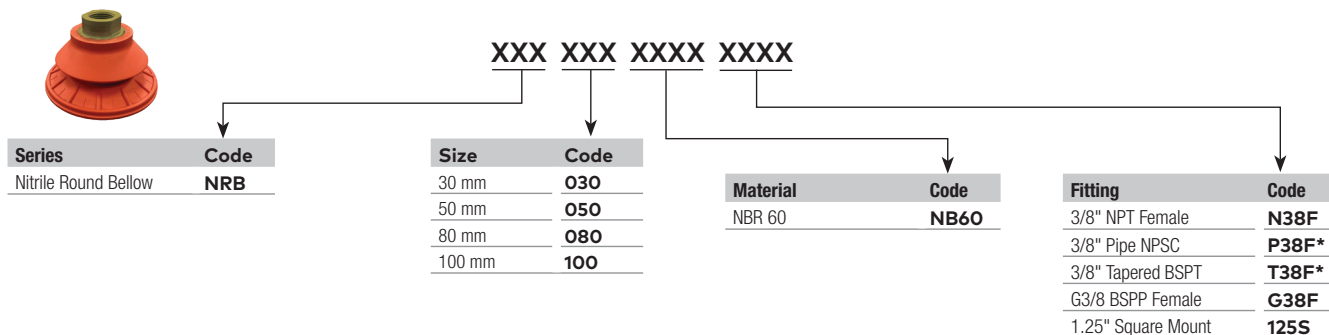 XXX XXX XXXX XXXX
Series Code
Nitrile Round Bellow NRB
Size Code
30 mm 030
50 mm 050
80 mm 080
100 mm 100
Material Code
NBR 60 NB60
Fitting Code
3/8" NPT Female N38F
3/8" Pipe NPSC P38F*
3/8" Tapered BSPT T38F*
G3/8 BSPP Female G38F
1.25" Square Mount 125S